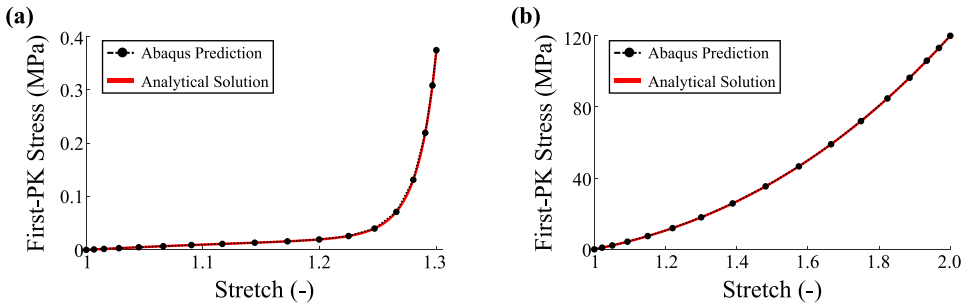 (a)
First-PK Stress (MPa)
0.4
0.3
0.2
0.1
0
Abaqus Prediction
Analytical Solution
1
1.1
1.2
1.3
Stretch (-)
(b)
First-PK Stress (MPa)
120
80
40
0
Abaqus Prediction
Analytical Solution
1
1.2
1.4
1.6
1.8
2.0
Stretch (-)